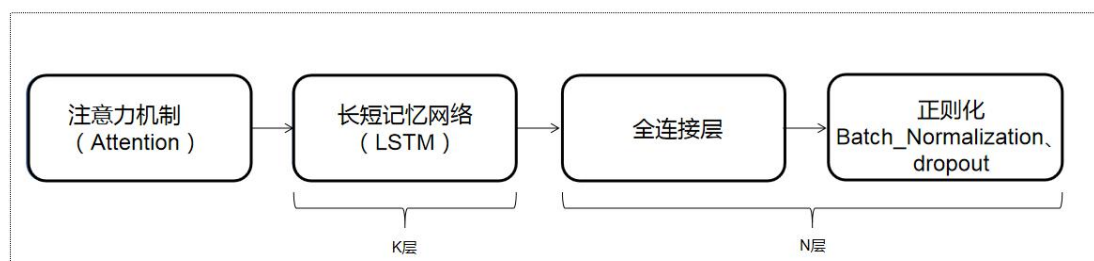 注意力机制
（Attention）
长短记忆网络
（LSTM）
全连接层
正则化
Batch_Normalization、
dropout
K层
N层